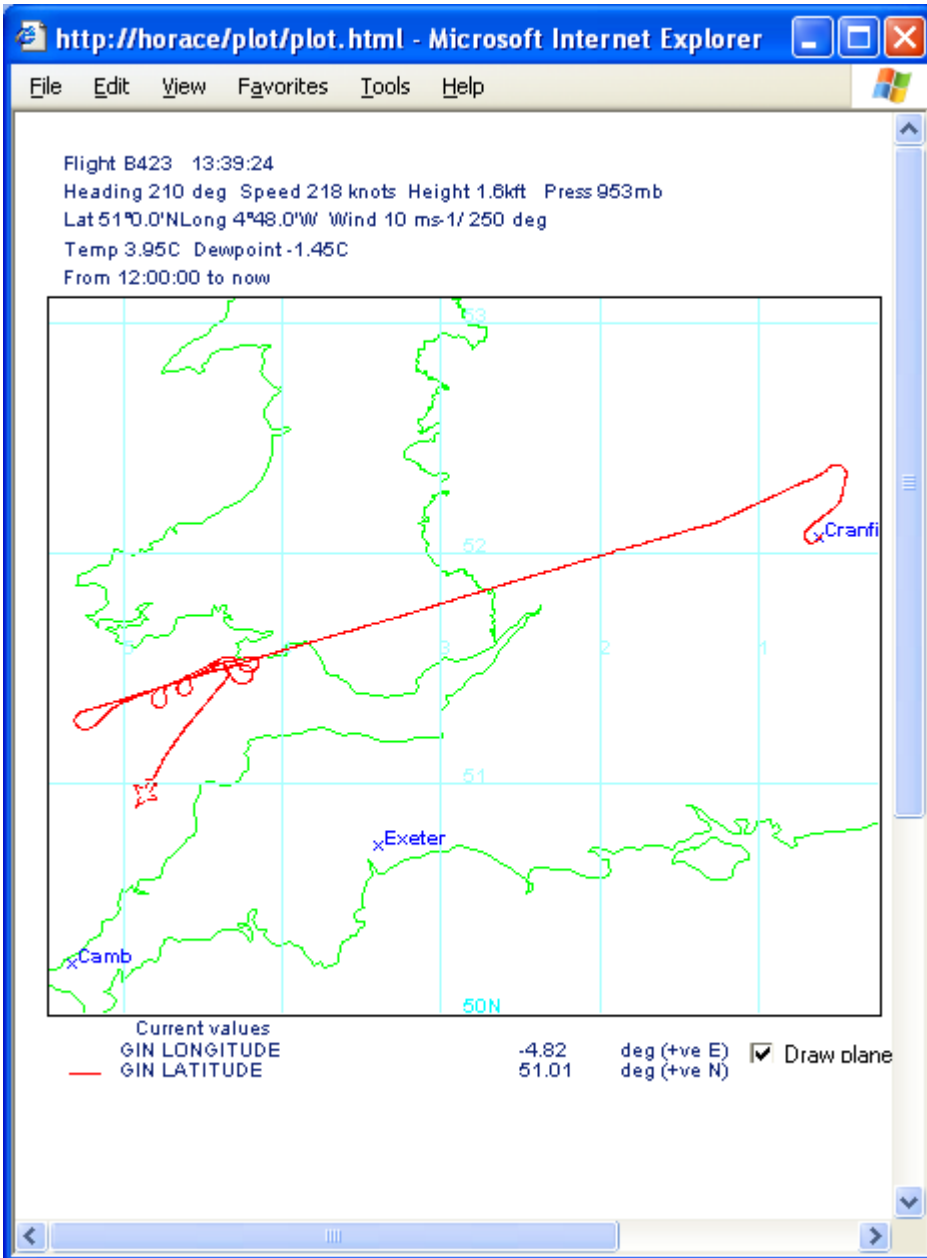 http://horace/plot/plot.html - Microsoft Internet Explorer
File Edit View Favorites Tools Help
Flight B423 13:39:24
Heading 210 deg Speed 218 knots Height 1.6kft Press 953mb
Lat 51°0.0'NLong 4°48.0'W Wind 10 ms-1/ 250 deg
Temp 3.95C Dewpoint -1.45C
From 12:00:00 to now
53
Cranfi
52
5 3 2 1
51
Exeter
Camb
50N
Current values
GIN LONGITUDE -4.82 deg (+ve E) Draw plane
GIN LATITUDE 51.01 deg (+ve N)